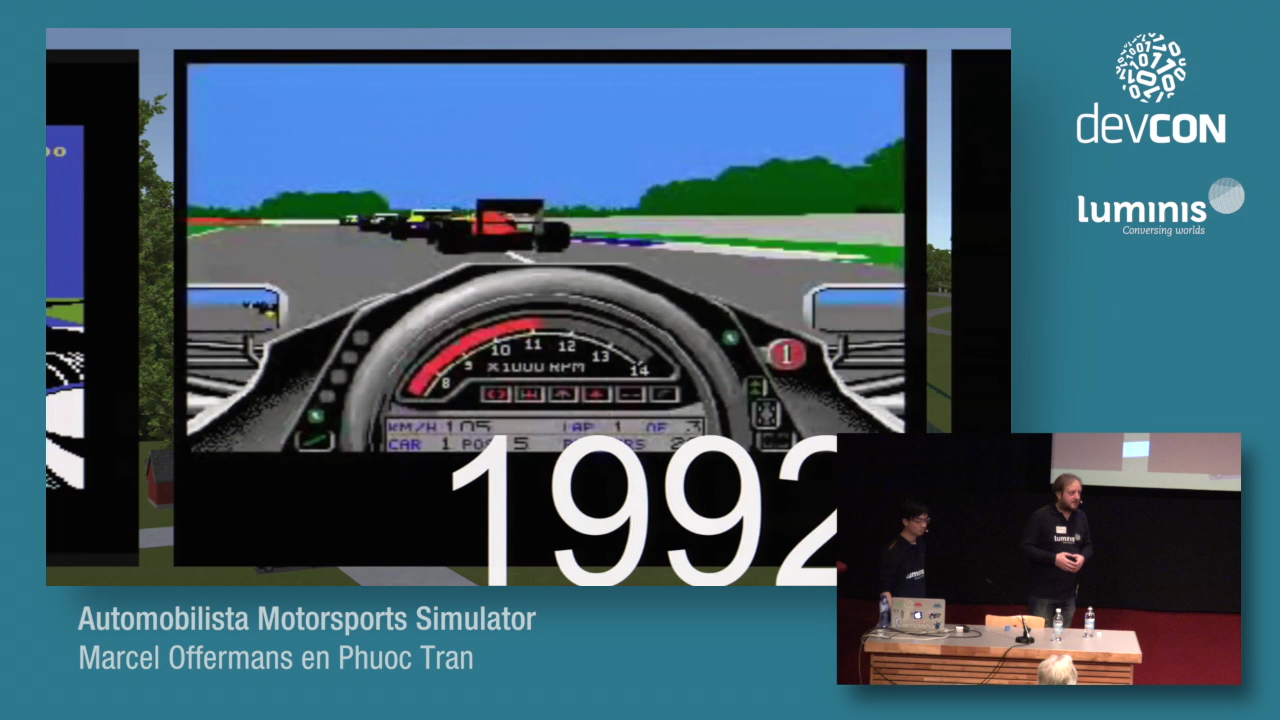 devCON
luminis
Conversing worlds
10 11 12
9 13
8 X1000 RPM 14
1
KM/H 105 LAP 1 OF 3
CAR 1 POS 5
1992
luminis
Automobilista Motorsports Simulator
Marcel Offermans en Phuoc Tran